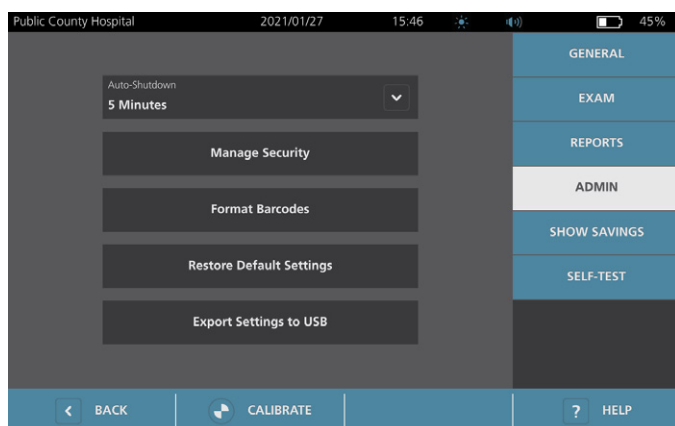 Public County Hospital 2021/01/27 15:46 45%
GENERAL
Auto-Shutdown
5 Minutes
EXAM
Manage Security
REPORTS
ADMIN
Format Barcodes
SHOW SAVINGS
Restore Default Settings
SELF-TEST
Export Settings to USB
< BACK CALIBRATE ? HELP